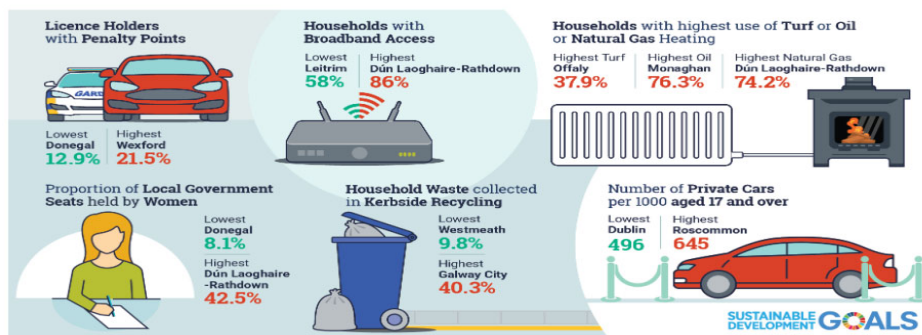 Licence Holders
with Penalty Points
Lowest
Donegal
12.9%
Highest
Wexford
21.5%
Households with
Broadband Access
Lowest
Leitrim
58%
Highest
Dún Laoghaire-Rathdown
86%
Households with highest use of Turf or Oil
or Natural Gas Heating
Highest Turf
Offaly
37.9%
Highest Oil
Monaghan
76.3%
Highest Natural Gas
Dún Laoghaire-Rathdown
74.2%
Proportion of Local Government
Seats held by Women
Lowest
Donegal
8.1%
Highest
Dún Laoghaire
-Rathdown
42.5%
Household Waste collected
in Kerbside Recycling
Lowest
Westmeath
9.8%
Highest
Galway City
40.3%
Number of Private Cars
per 1000 aged 17 and over
Lowest
Dublin
496
Highest
Roscommon
645
SUSTAINABLE
DEVELOPMENT
GOALS